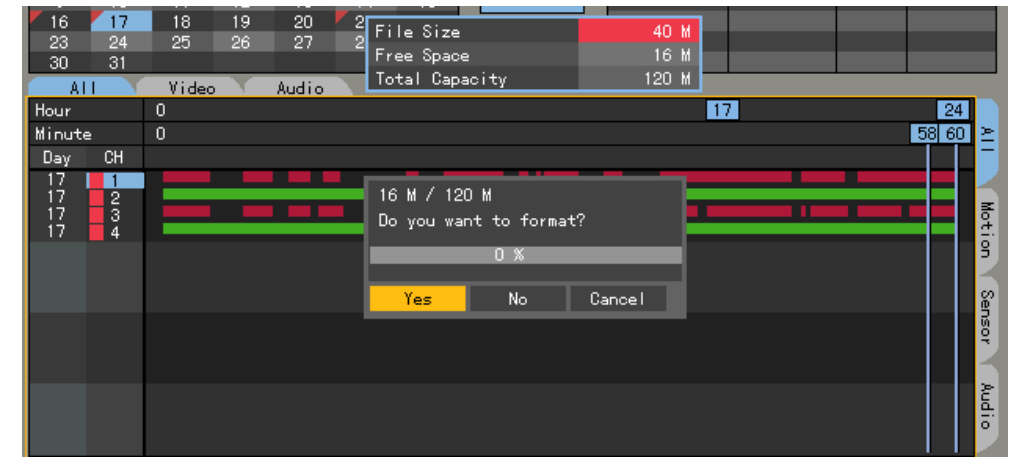 16 17 18 19 20
File Size 40 M
23 24 25 26 27
Free Space 16 M
30 31
Total Capacity 120 M
All Video Audio
Hour 0 17 24
Minute 0 58 60
Day CH
17 1
17 2
17 3
17 4
16 M / 120 M
Do you want to format?
0 %
Yes No Cancel
All
Motion
Sensor
Audio